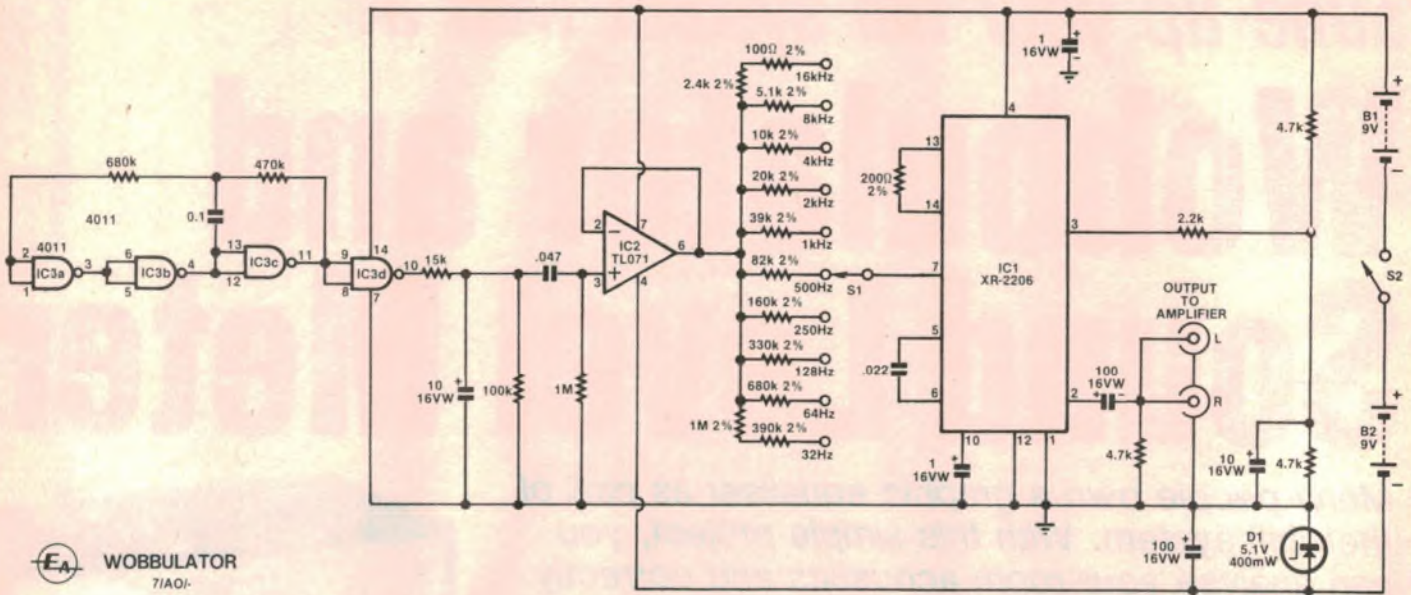 100Ω 2%
16kHz
2.4k 2%
5.1k 2%
8kHz
10k 2%
4kHz
20k 2%
2kHz
39k 2%
1kHz
82k 2%
500Hz
S1
160k 2%
250Hz
330k 2%
128Hz
680k 2%
64Hz
1M 2%
390k 2%
32Hz
680k
470k
4011
0.1
4011
2
IC3a
3
1
6
IC3b
4
5
13
IC3c
11
12
14
9
IC3d
10
8
7
15k
10
16VW
100k
.047
1M
2
7
IC2
TL071
6
3
4
1
16VW
+
−
4
13
200Ω
2%
14
3
2.2k
IC1
XR-2206
7
5
.022
6
2
10
12
1
1
16VW
100
16VW
OUTPUT
TO
AMPLIFIER
L
R
4.7k
4.7k
10
16VW
4.7k
100
16VW
D1
5.1V
400mW
B1
9V
S2
B2
9V
EA WOBBULATOR
7/AO/-